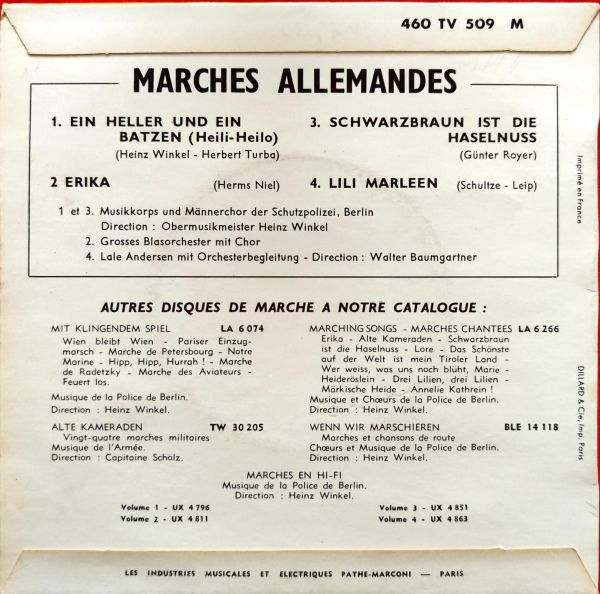 460 TV 509 M
MARCHES ALLEMANDES
1. EIN HELLER UND EIN
BATZEN (Heili-Heilo)
(Heinz Winkel - Herbert Turba)
2 ERIKA (Herms Niel)
3. SCHWARZBRAUN IST DIE
HASELNUSS
(Günter Royer)
4. LILI MARLEEN (Schultze - Leip)
1 et 3. Musikkorps und Männerchor der Schutzpolizei, Berlin
Direction : Obermusikmeister Heinz Winkel
2. Grosses Blasorchester mit Chor
4. Lale Andersen mit Orchesterbegleitung - Direction : Walter Baumgartner
AUTRES DISQUES DE MARCHE A NOTRE CATALOGUE :
MIT KLINGENDEM SPIEL LA 6 074
Wien bleibt Wien - Pariser Einzug-
marsch - Marche de Petersbourg - Notre
Marine - Hipp, Hipp, Hurrah ! - Marche
de Radetzky - Marche des Aviateurs -
Feuert los.
Musique de la Police de Berlin.
Direction : Heinz Winkel.
ALTE KAMERADEN TW 30 205
Vingt-quatre marches militaires
Musique de l'Armée.
Direction : Capitaine Scholz.
MARCHING SONGS - MARCHES CHANTEES LA 6 266
Erika - Alte Kameraden - Schwarzbraun
ist die Haselnuss - Lore - Das Schönste
auf der Welt ist mein Tiroler Land -
Wer weiss, was uns noch blüht, Marie -
Heideröslein - Drei Lilien, drei Lilien -
Märkische Heide - Annelie Kathrein !
Musique et Chœurs de la Police de Berlin.
Direction : Heinz Winkel.
WENN WIR MARSCHIEREN BLE 14 118
Marches et chansons de route
Chœurs et Musique de la Police de Berlin.
Direction : Heinz Winkel.
MARCHES EN HI-FI
Musique de la Police de Berlin.
Direction : Heinz Winkel.
Volume 1 - UX 4 796
Volume 2 - UX 4 811
Volume 3 - UX 4 851
Volume 4 - UX 4 863
LES INDUSTRIES MUSICALES ET ELECTRIQUES PATHE-MARCONI — PARIS
Imprimé en France
DILLARD & Cie, Imp. Paris